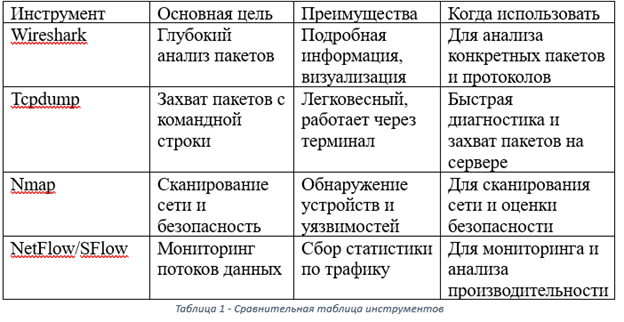 Инструмент Основная цель Преимущества Когда использовать
Wireshark Глубокий Подробная Для анализа
анализ пакетов информация, конкретных пакетов
визуализация и протоколов
Tcpdump Захват пакетов с Легковесный, Быстрая
командной работает через диагностика и
строки терминал захват пакетов на
сервере
Nmap Сканирование Обнаружение Для сканирования
сети и устройств и сети и оценки
безопасность уязвимостей безопасности
NetFlow/SFlow Мониторинг Сбор статистики Для мониторинга и
потоков данных по трафику анализа
производительности
Таблица 1 - Сравнительная таблица инструментов